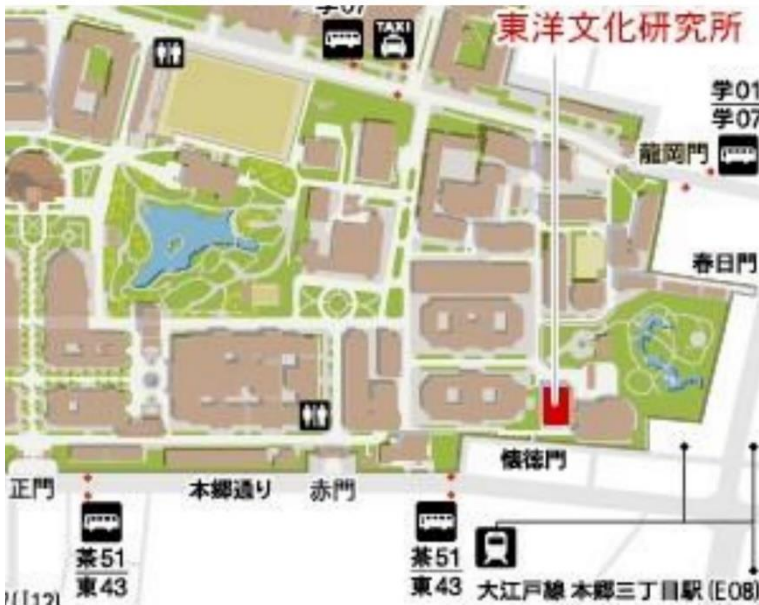 学07
TAXI
東洋文化研究所
学01
学07
龍岡門
春日門
懐徳門
正門
本郷通り
赤門
茶51
東43
茶51
東43
大江戸線 本郷三丁目駅 (E08)